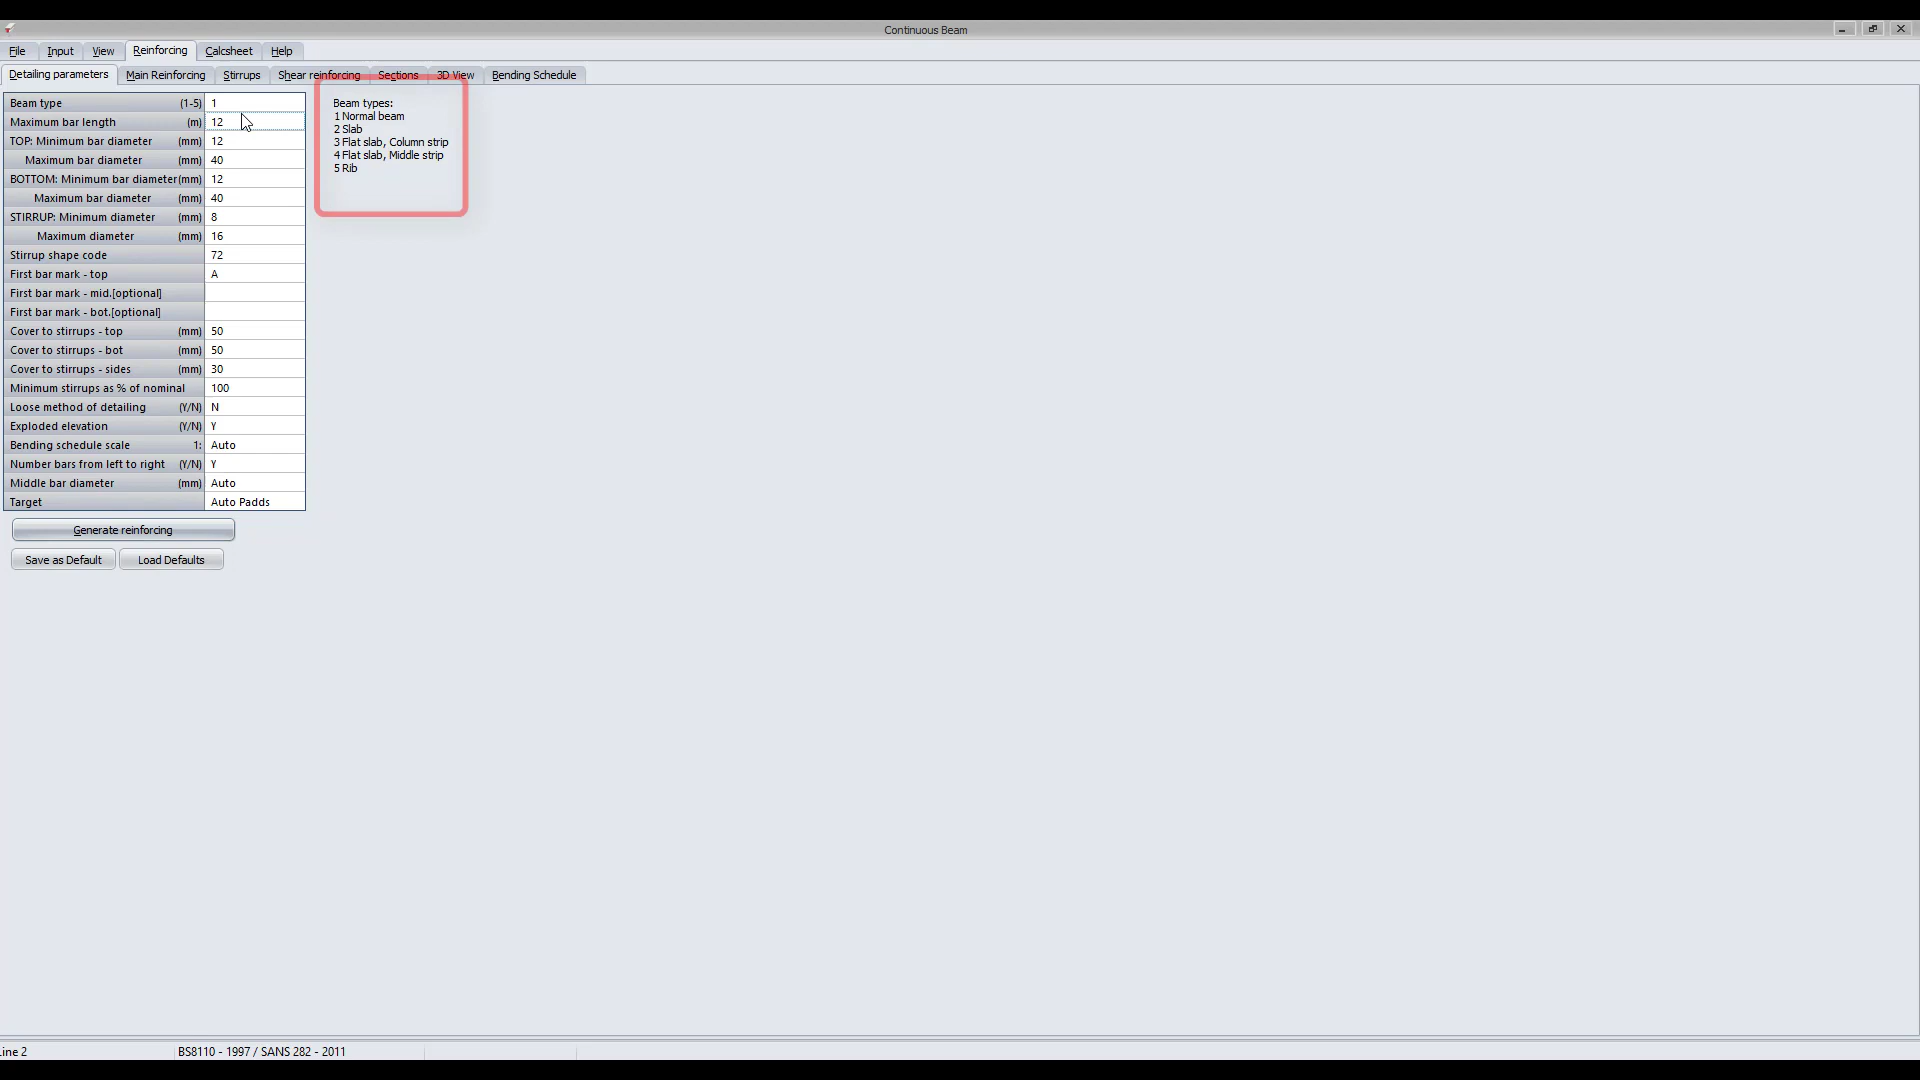 Continuous Beam
File Input View Reinforcing Calcsheet Help
Detailing parameters Main Reinforcing Stirrups Shear reinforcing Sections 3D View Bending Schedule
Beam type (1-5) 1
Maximum bar length (m) 12
TOP: Minimum bar diameter (mm) 12
Maximum bar diameter (mm) 40
BOTTOM: Minimum bar diameter (mm) 12
Maximum bar diameter (mm) 40
STIRRUP: Minimum diameter (mm) 8
Maximum diameter (mm) 16
Stirrup shape code 72
First bar mark - top A
First bar mark - mid.[optional]
First bar mark - bot.[optional]
Cover to stirrups - top (mm) 50
Cover to stirrups - bot (mm) 50
Cover to stirrups - sides (mm) 30
Minimum stirrups as % of nominal 100
Loose method of detailing (Y/N) N
Exploded elevation (Y/N) Y
Bending schedule scale 1: Auto
Number bars from left to right (Y/N) Y
Middle bar diameter (mm) Auto
Target Auto Padds
Generate reinforcing
Save as Default Load Defaults
Beam types:
1 Normal beam
2 Slab
3 Flat slab, Column strip
4 Flat slab, Middle strip
5 Rib
ine 2 BS8110 - 1997 / SANS 282 - 2011